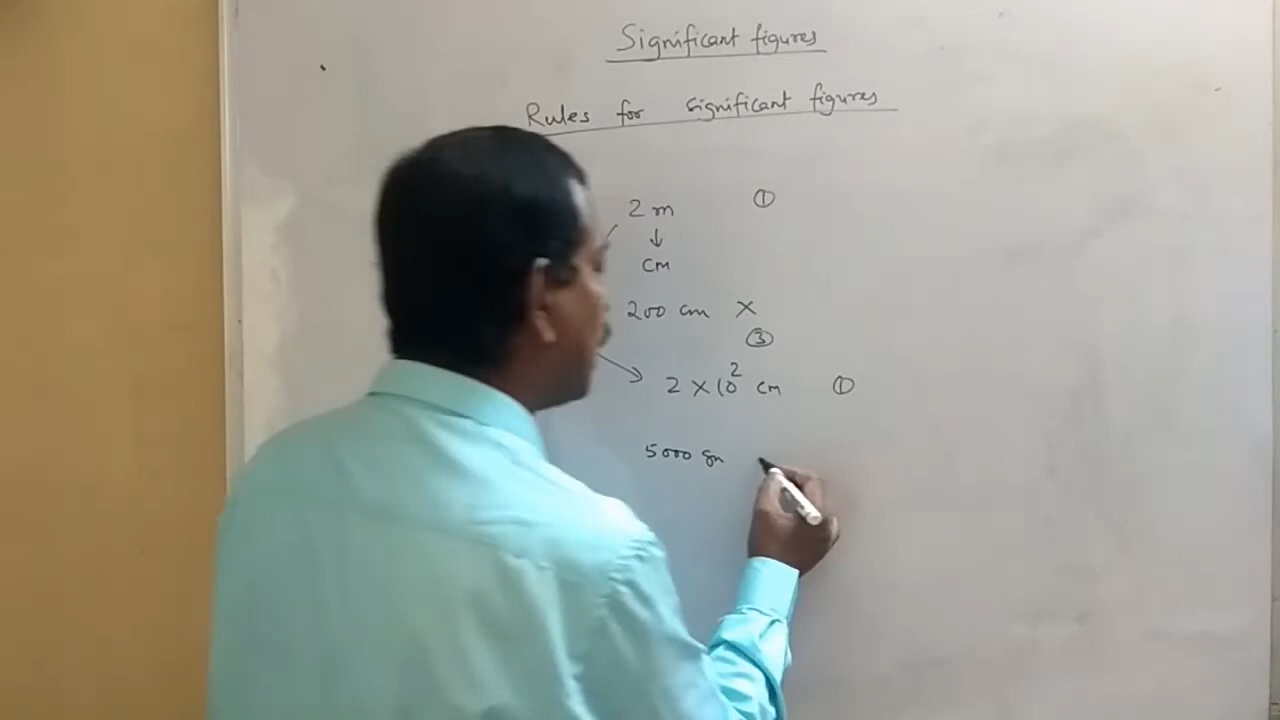 Significant figures
Rules for significant figures
2 m ①
↓
cm
200 cm ×
③
2 × 10² cm ①
5000 gm